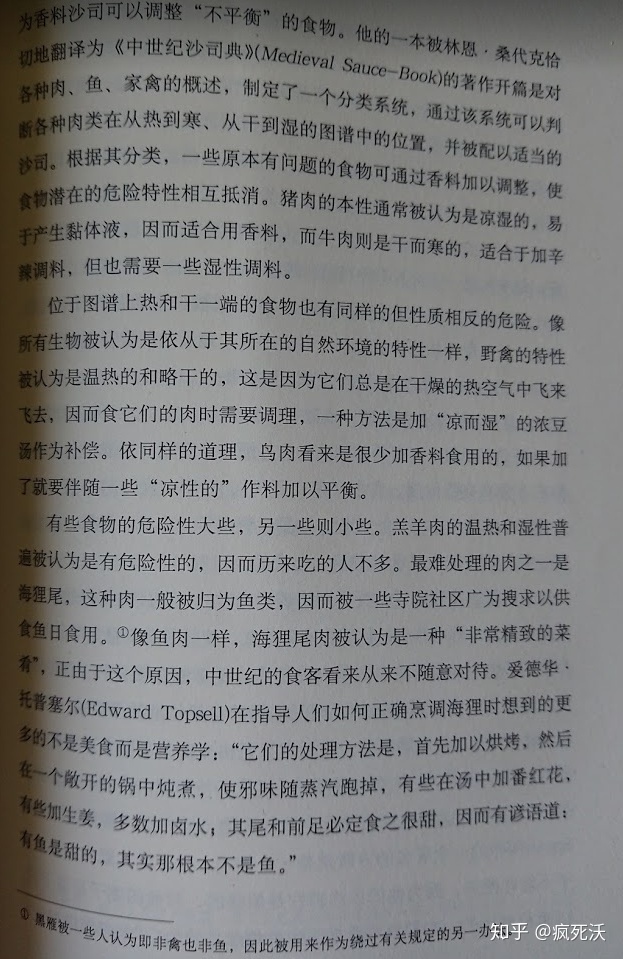 为香料沙司可以调整“不平衡”的食物。他的一本被林恩·桑代克恰
切地翻译为《中世纪沙司典》(Medieval Sauce-Book)的著作开篇是对
各种肉、鱼、家禽的概述，制定了一个分类系统，通过该系统可以判
断各种肉类在从热到寒、从干到湿的图谱中的位置，并被配以适当的
沙司。根据其分类，一些原本有问题的食物可通过香料加以调整，使
食物潜在的危险特性相互抵消。猪肉的本性通常被认为是凉湿的，易
于产生黏体液，因而适合用香料，而牛肉则是干而寒的，适合于加辛
辣调料，但也需要一些湿性调料。
位于图谱上热和干一端的食物也有同样的但性质相反的危险。像
所有生物被认为是依从于其所在的自然环境的特性一样，野禽的特性
被认为是温热的和略干的，这是因为它们总是在干燥的热空气中飞来
飞去，因而食它们的肉时需要调理，一种方法是加“凉而湿”的浓豆
汤作为补偿。依同样的道理，鸟肉看来是很少加香料食用的，如果加
了就要伴随一些“凉性的”作料加以平衡。
有些食物的危险性大些，另一些则小些。羔羊肉的温热和湿性普
遍被认为是有危险性的，因而历来吃的人不多。最难处理的肉之一是
海狸尾，这种肉一般被归为鱼类，因而被一些寺院社区广为搜求以供
食鱼日食用。①像鱼肉一样，海狸尾肉被认为是一种“非常精致的菜
肴”，正由于这个原因，中世纪的食客看来从来不随意对待。爱德华·
托普塞尔(Edward Topsell)在指导人们如何正确烹调海狸时想到的更
多的不是美食而是营养学：“它们的处理方法是，首先加以烘烤，然后
在一个敞开的锅中炖煮，使邪味随蒸汽跑掉，有些在汤中加番红花，
有些加生姜，多数加卤水；其尾和前足必定食之很甜，因而有谚语道：
有鱼是甜的，其实那根本不是鱼。”
① 黑雁被一些人认为即非禽也非鱼，因此被用来作为绕过有关规定的另一办
知乎 @疯死沃